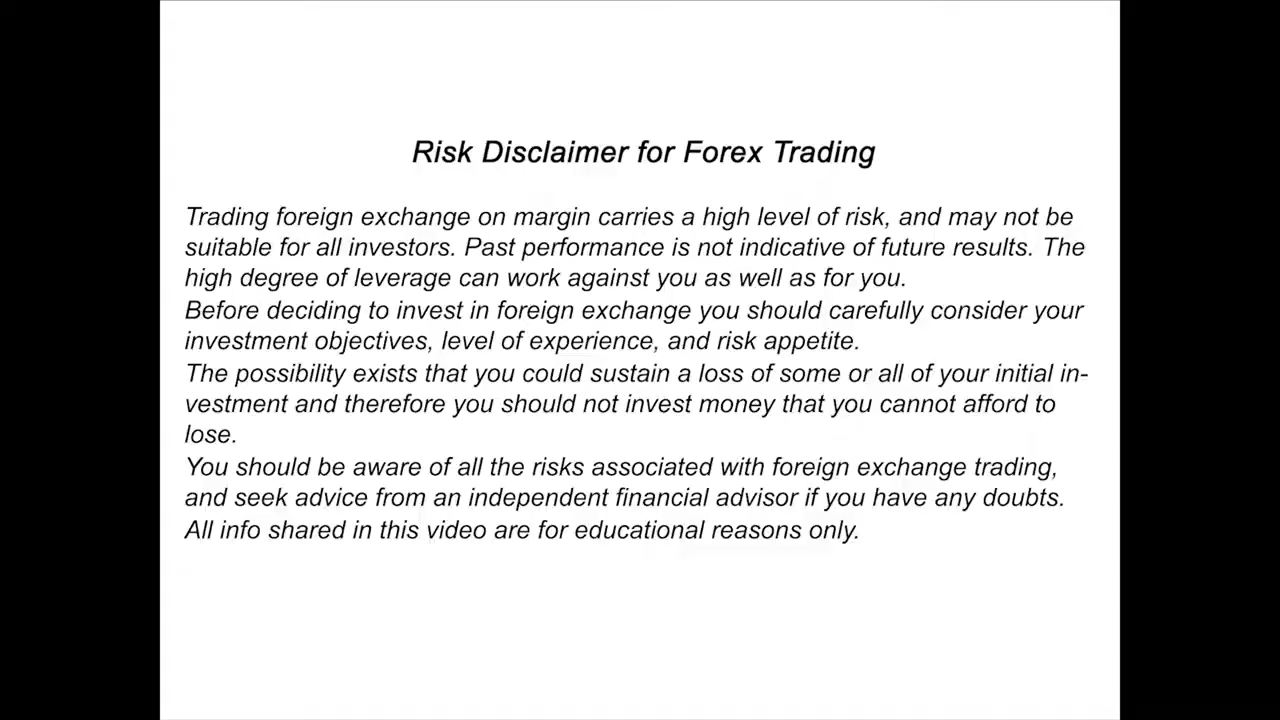 Risk Disclaimer for Forex Trading
Trading foreign exchange on margin carries a high level of risk, and may not be
suitable for all investors. Past performance is not indicative of future results. The
high degree of leverage can work against you as well as for you.
Before deciding to invest in foreign exchange you should carefully consider your
investment objectives, level of experience, and risk appetite.
The possibility exists that you could sustain a loss of some or all of your initial in-
vestment and therefore you should not invest money that you cannot afford to
lose.
You should be aware of all the risks associated with foreign exchange trading,
and seek advice from an independent financial advisor if you have any doubts.
All info shared in this video are for educational reasons only.